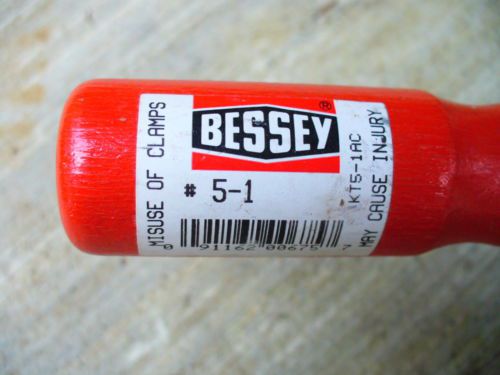 MISUSE OF CLAMPS
BESSEY®
# 5-1
KT5-1AC
MAY CAUSE INJURY
0 91162 00675 7